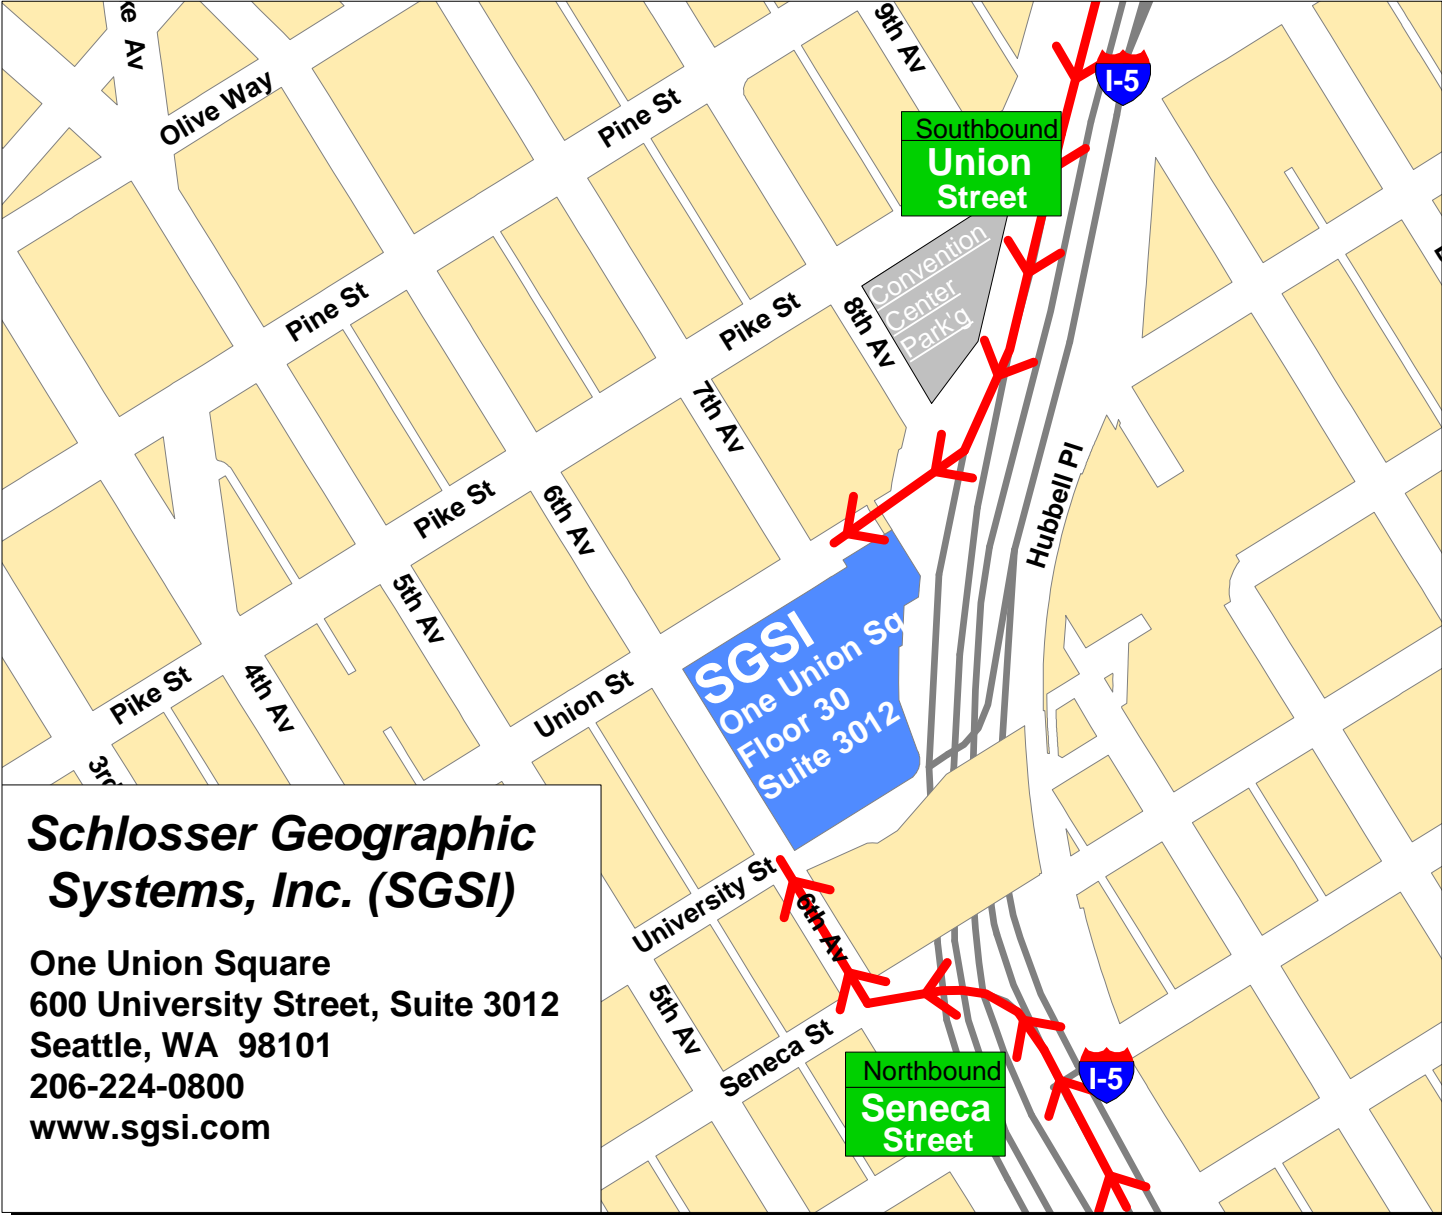 ke Av
Olive Way
9th Av
Pine St
I-5
Southbound
Union
Street
Convention
Center
Park'g
Pine St
Pike St
8th Av
7th Av
Hubbell Pl
Pike St
6th Av
5th Av
SGSI
One Union Sq
Floor 30
Suite 3012
Pike St
4th Av
Union St
3rd
Schlosser Geographic
Systems, Inc. (SGSI)
One Union Square
600 University Street, Suite 3012
Seattle, WA 98101
206-224-0800
www.sgsi.com
University St
6th Av
5th Av
Seneca St
Northbound
Seneca
Street
I-5